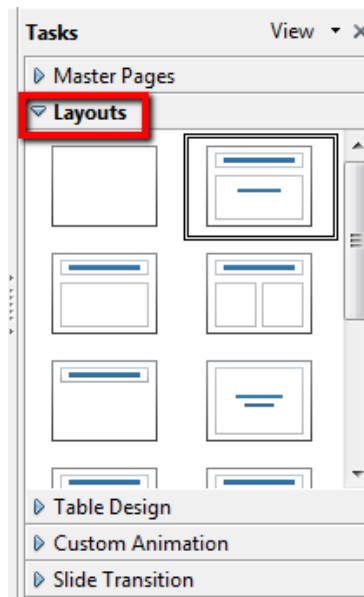 Tasks View
Master Pages
Layouts
Table Design
Custom Animation
Slide Transition